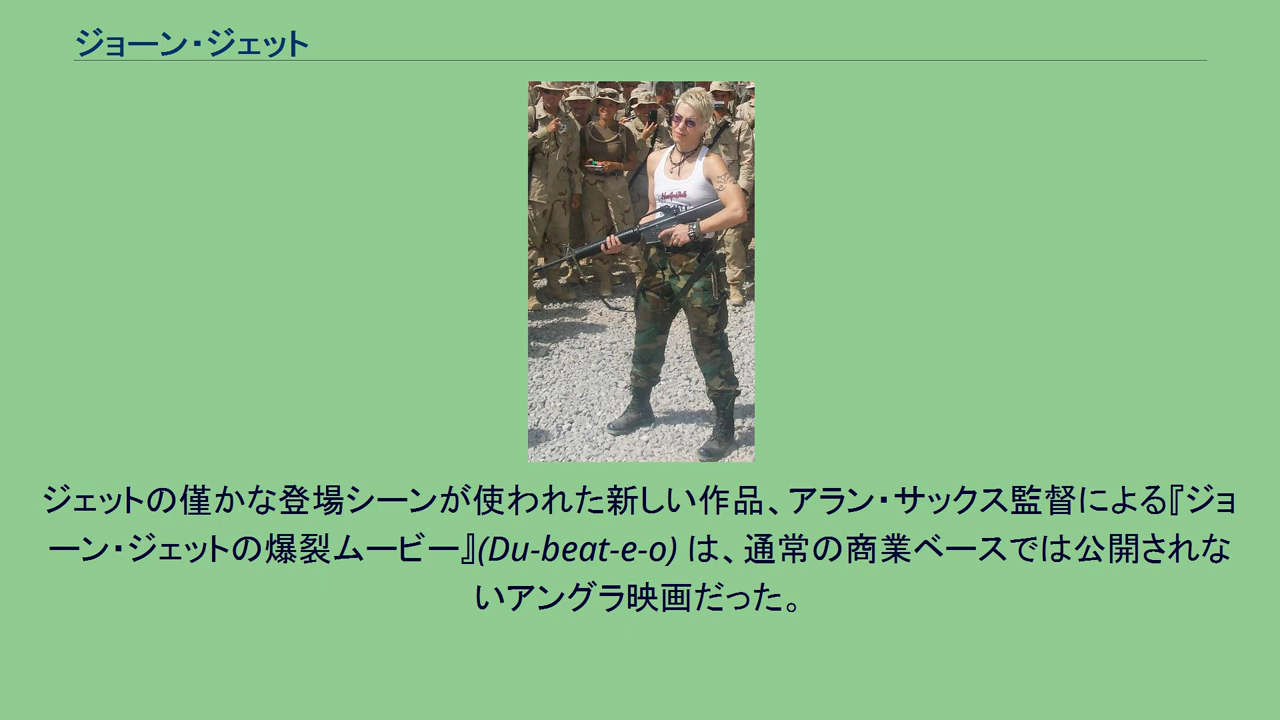 ジョーン・ジェット
ジェットの僅かな登場シーンが使われた新しい作品、アラン・サックス監督による『ジョ
ーン・ジェットの爆裂ムービー』(Du-beat-e-o) は、通常の商業ベースでは公開されな
いアングラ映画だった。